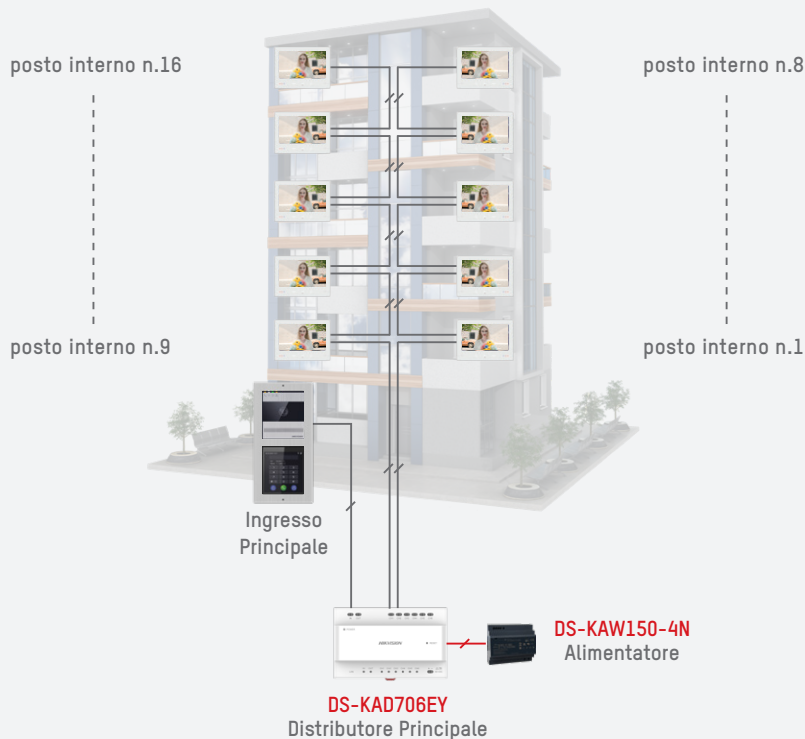 posto interno n.16
posto interno n.8
posto interno n.9
posto interno n.1
Ingresso
Principale
HIKVISION
DS-KAW150-4N
Alimentatore
DS-KAD706EY
Distributore Principale